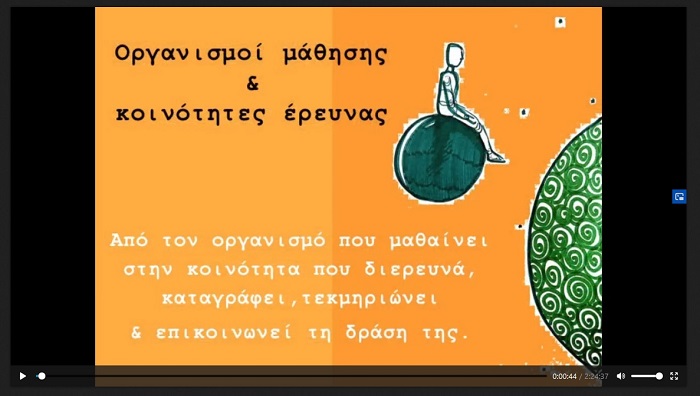 Οργανισμοί μάθησης
&
κοινότητες έρευνας
Από τον οργανισμό που μαθαίνει
στην κοινότητα που διερευνά,
καταγράφει,τεκμηριώνει
& επικοινωνεί τη δράση της.
0:00:44 / 2:24:37